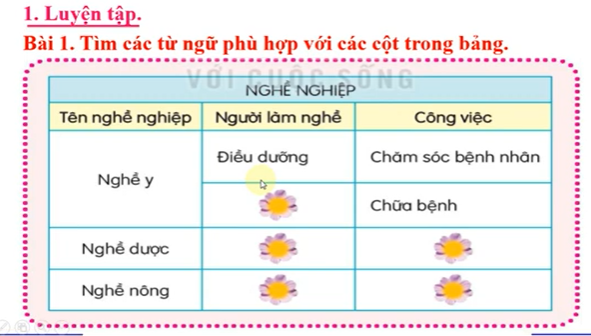 1. Luyện tập.
Bài 1. Tìm các từ ngữ phù hợp với các cột trong bảng.
VỚI CUỘC SỐNG
NGHỀ NGHIỆP
Tên nghề nghiệp Người làm nghề Công việc
Nghề y Điều dưỡng Chăm sóc bệnh nhân
Chữa bệnh
Nghề dược
Nghề nông